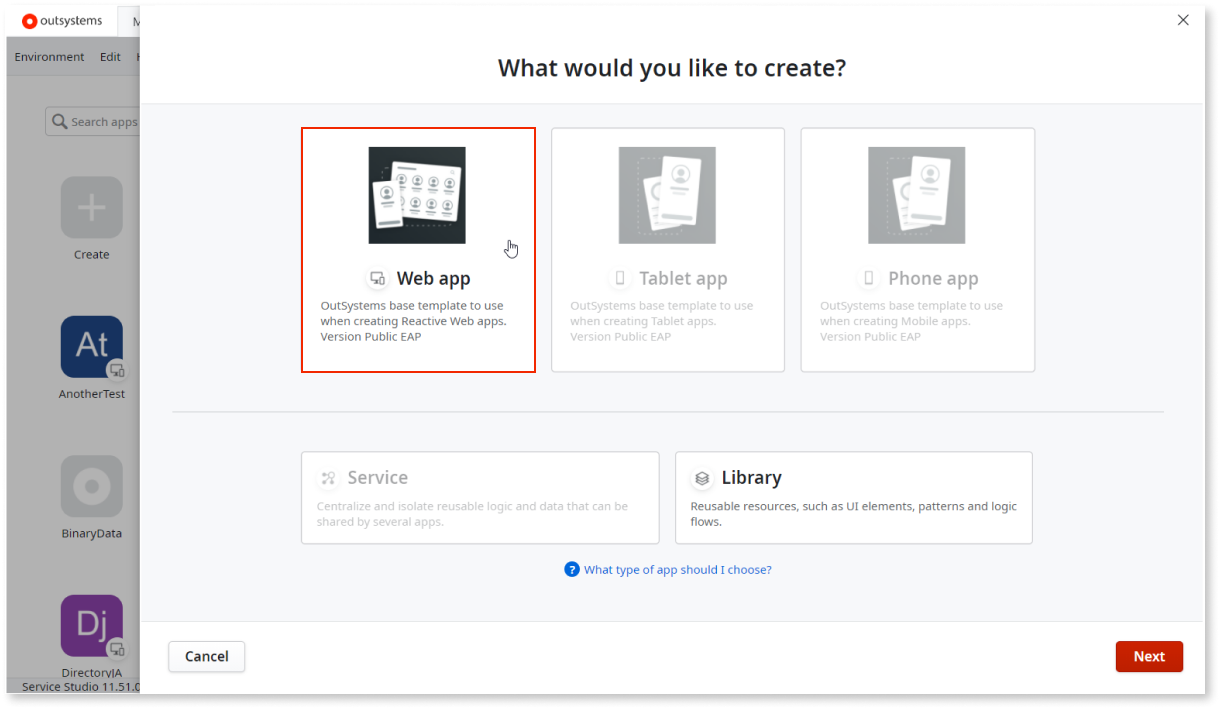 outsystems
M
Environment Edit H
Search apps
Create
At
AnotherTest
BinaryData
Dj
DirectoryJA
Service Studio 11.51.0
What would you like to create?
Web app
OutSystems base template to use
when creating Reactive Web apps.
Version Public EAP
Tablet app
OutSystems base template to use
when creating Tablet apps.
Version Public EAP
Phone app
OutSystems base template to use
when creating Mobile apps.
Version Public EAP
Service
Centralize and isolate reusable logic and data that can be
shared by several apps.
Library
Reusable resources, such as UI elements, patterns and logic
flows.
? What type of app should I choose?
Cancel
Next